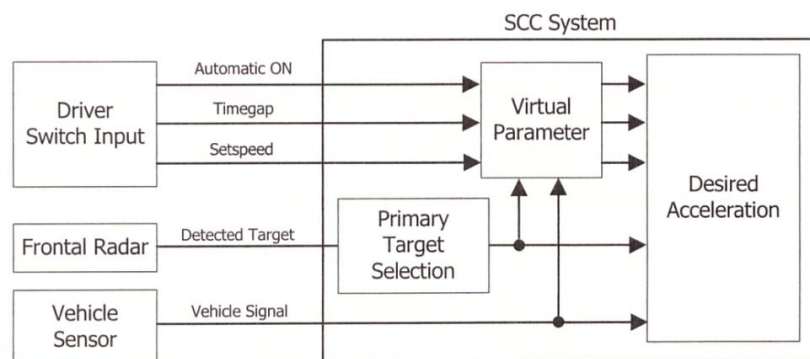 SCC System
Driver
Switch Input
Automatic ON
Timegap
Setspeed
Virtual
Parameter
Desired
Acceleration
Frontal Radar
Detected Target
Primary
Target
Selection
Vehicle
Sensor
Vehicle Signal